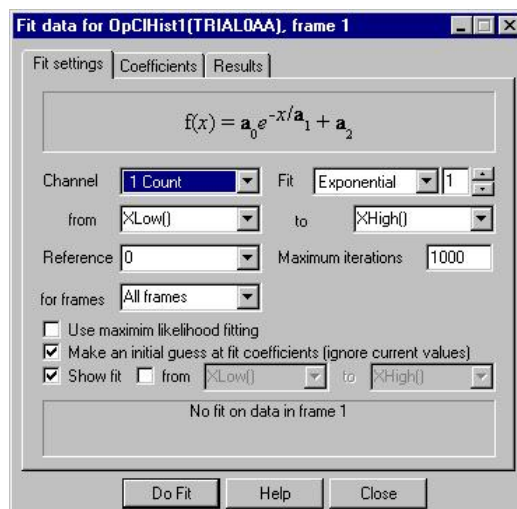 Fit data for OpClHist1(TRIAL0AA), frame 1
Fit settings Coefficients Results
f(x) = a0e^-x/a1 + a2
Channel 1 Count Fit Exponential 1
from XLow() to XHigh()
Reference 0 Maximum iterations 1000
for frames All frames
Use maximim likelihood fitting
Make an initial guess at fit coefficients (ignore current values)
Show fit from XLow() to XHigh()
No fit on data in frame 1
Do Fit Help Close